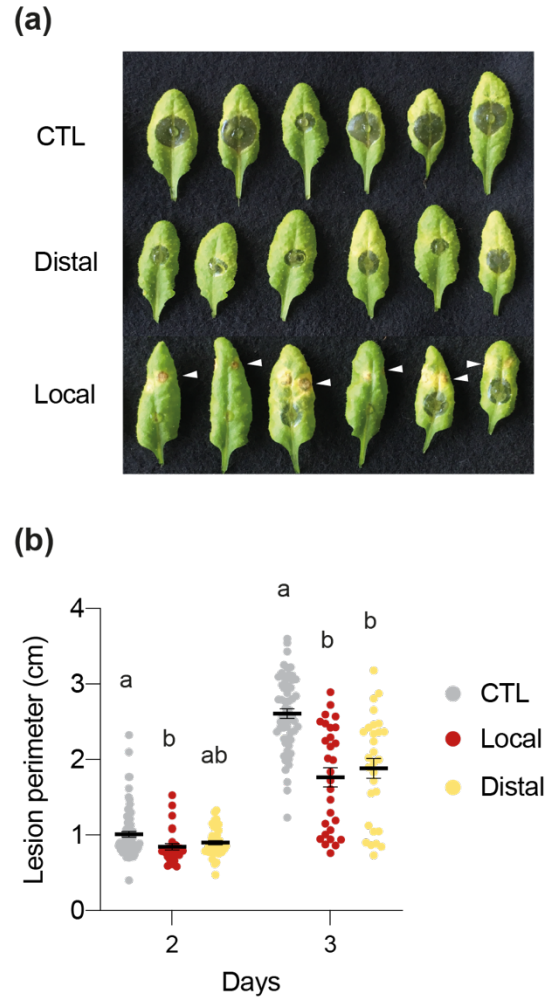 (a)
CTL
Distal
Local
(b)
Lesion perimeter (cm)
4
3
2
1
0
a
b
ab
a
b
b
2
3
Days
CTL
Local
Distal